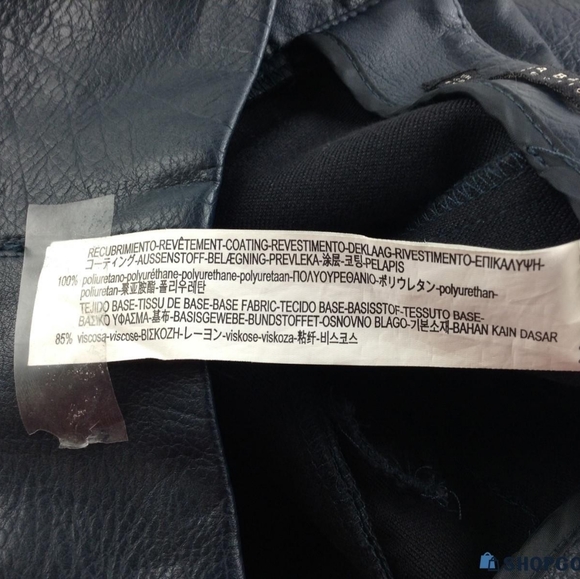 RECUBRIMIENTO-REVÊTEMENT-COATING-REVESTIMENTO-DEKLAAG-RIVESTIMENTO-ΕΠΙΚΑΛΥΨΗ-
コーティング-AUSSENSTOFF-BELÆGNING-PREVLEKA-涂层-코팅-PELAPIS
100% poliuretano-polyuréthane-polyurethane-polyuretaan-ΠΟΛΥΟΥΡΕΘΑΝΙΟ-ポリウレタン-polyurethan-
poliuretan-聚亚胺酯-폴리우레탄
TEJIDO BASE-TISSU DE BASE-BASE FABRIC-TECIDO BASE-BASISSTOF-TESSUTO BASE-
ΒΑΣΙΚΟ ΥΦΑΣΜΑ-基布-BASISGEWEBE-BUNDSTOFFET-OSNOVNO BLAGO-기본소재-BAHAN KAIN DASAR
85% viscosa-viscose-ΒΙΣΚΟΖΗ-レーヨン-viskose-viskoza-粘纤-비스코스